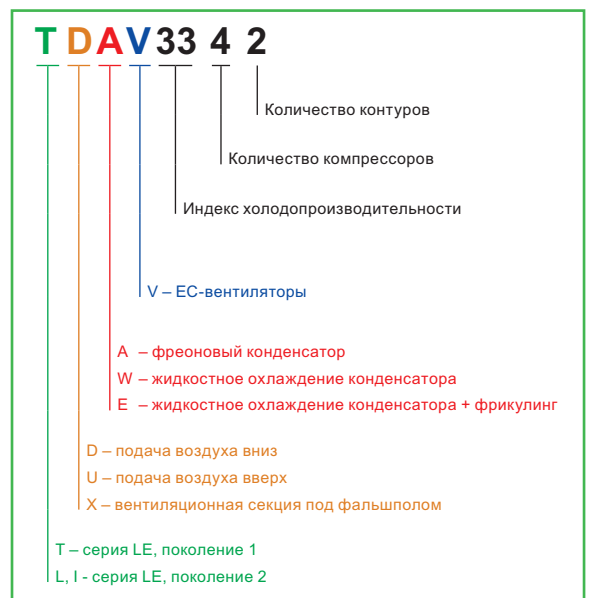 TDAV33 4 2
Количество контуров
Количество компрессоров
Индекс холодопроизводительности
V – EC-вентиляторы
A – фреоновый конденсатор
W – жидкостное охлаждение конденсатора
E – жидкостное охлаждение конденсатора + фрикулинг
D – подача воздуха вниз
U – подача воздуха вверх
X – вентиляционная секция под фальшполом
T – серия LE, поколение 1
L, I - серия LE, поколение 2